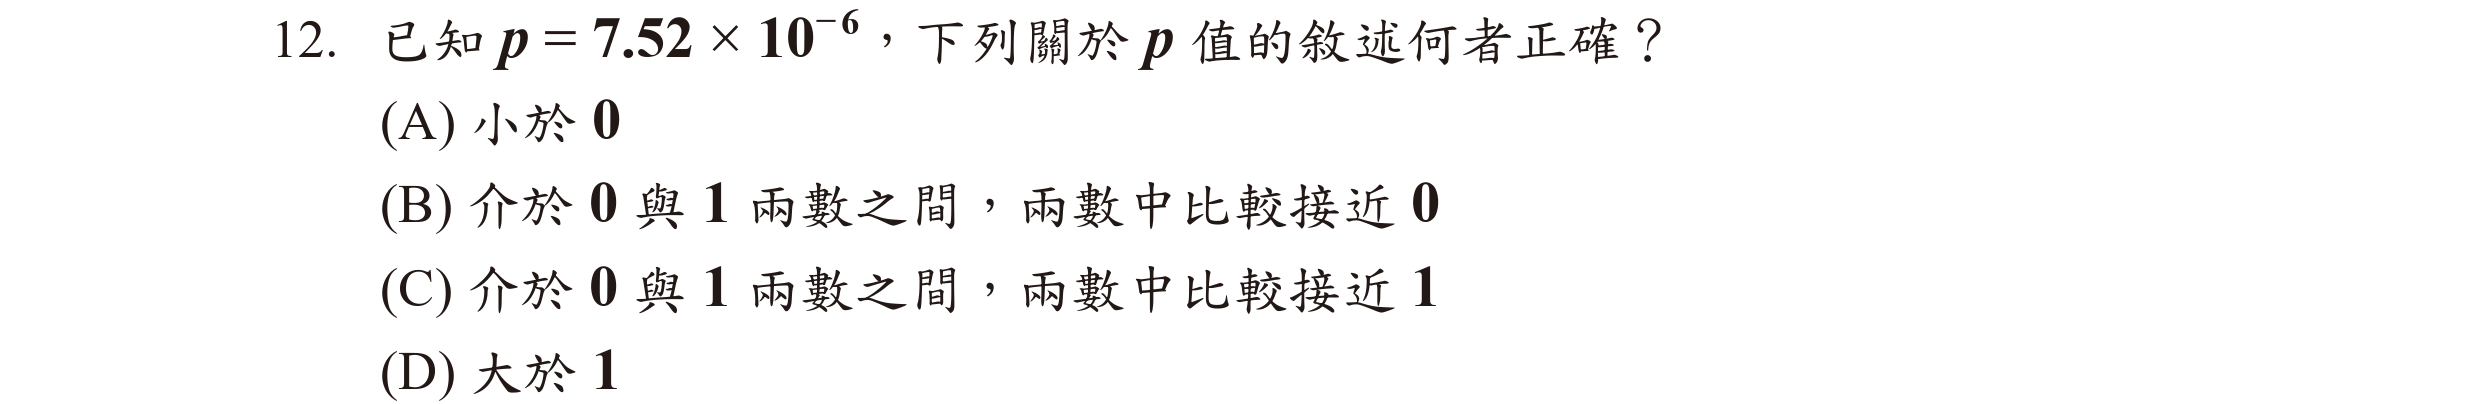 12. 已知 p = 7.52 × 10⁻⁶，下列關於 p 值的敘述何者正確？
(A) 小於 0
(B) 介於 0 與 1 兩數之間，兩數中比較接近 0
(C) 介於 0 與 1 兩數之間，兩數中比較接近 1
(D) 大於 1